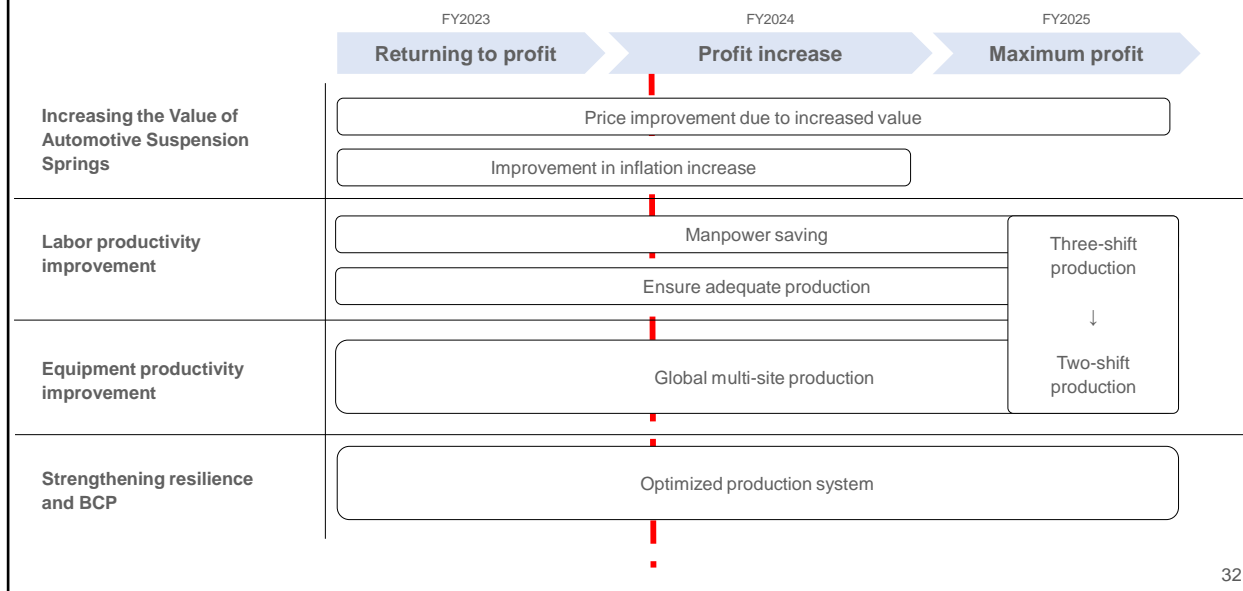 FY2023
FY2024
FY2025
Returning to profit
Profit increase
Maximum profit
Increasing the Value of
Automotive Suspension
Springs
Price improvement due to increased value
Improvement in inflation increase
Labor productivity
improvement
Manpower saving
Ensure adequate production
Three-shift
production
↓
Two-shift
production
Equipment productivity
improvement
Global multi-site production
Strengthening resilience
and BCP
Optimized production system
32